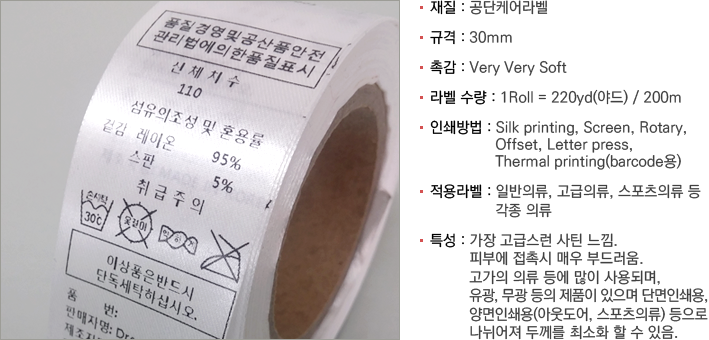 품질경영및공산품안전
관리법에의한품질표시
신체치수
110
섬유의조성 및 혼용률
겉감 레이온 95%
스판 5%
취급주의
손세탁
30℃
이상품은반드시
단독세탁하십시오.
품 번:
판매자명: Dr
제조자
· 재질 : 공단케어라벨
· 규격 : 30mm
· 촉감 : Very Very Soft
· 라벨 수량 : 1Roll = 220yd(야드) / 200m
· 인쇄방법 : Silk printing, Screen, Rotary,
Offset, Letter press,
Thermal printing(barcode용)
· 적용라벨 : 일반의류, 고급의류, 스포츠의류 등
각종 의류
· 특성 : 가장 고급스런 사틴 느낌.
피부에 접촉시 매우 부드러움.
고가의 의류 등에 많이 사용되며,
유광, 무광 등의 제품이 있으며 단면인쇄용,
양면인쇄용(아웃도어, 스포츠의류) 등으로
나뉘어져 두께를 최소화 할 수 있음.